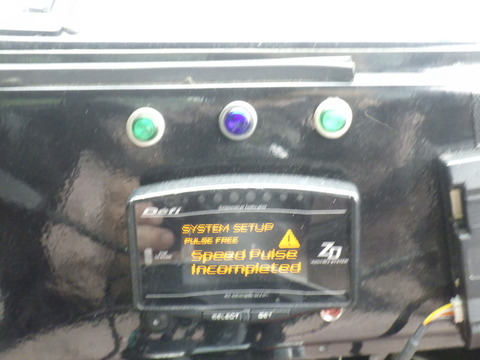 Defi
SYSTEM SETUP
PULSE FREE
Speed Pulse
Incompleted
ZD
SELECT
SET